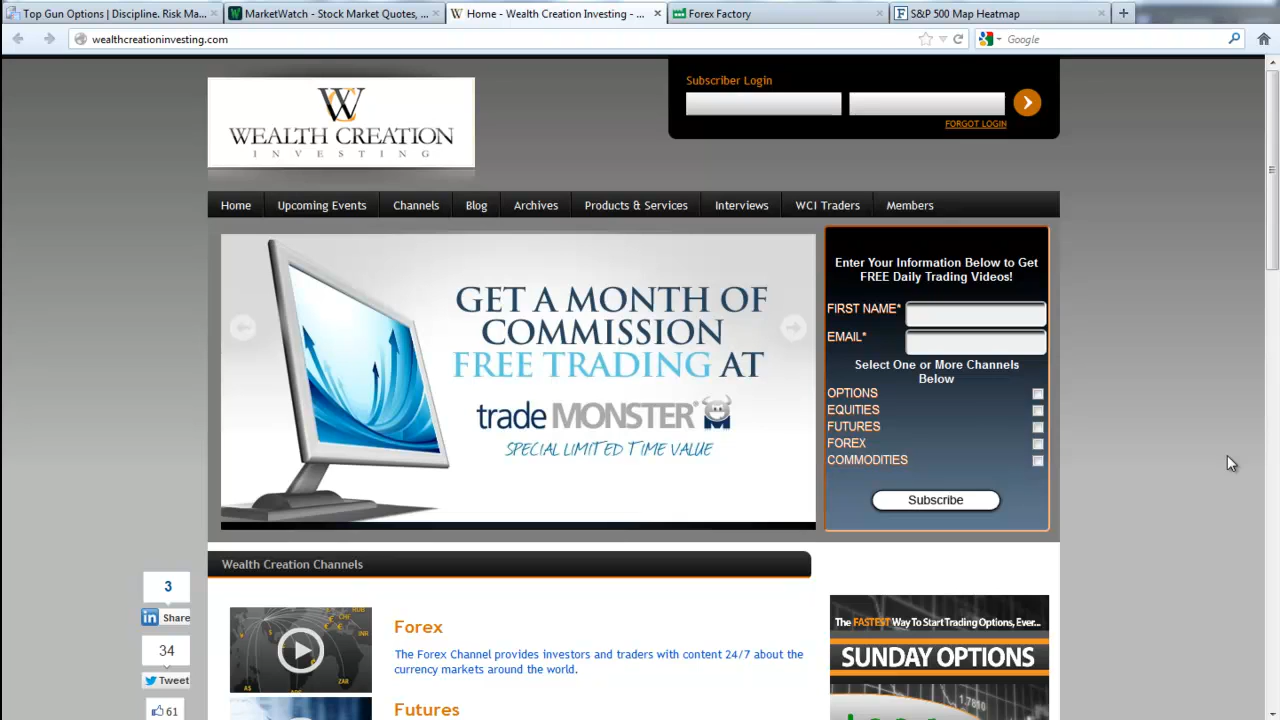 Top Gun Options | Discipline. Risk Ma...
MarketWatch - Stock Market Quotes, ...
Home - Wealth Creation Investing - ...
Forex Factory
S&P 500 Map Heatmap
wealthcreationinvesting.com
Google
WC
WEALTH CREATION
INVESTING
Subscriber Login
FORGOT LOGIN
Home
Upcoming Events
Channels
Blog
Archives
Products & Services
Interviews
WCI Traders
Members
GET A MONTH OF
COMMISSION
FREE TRADING AT
trade MONSTER®
SPECIAL LIMITED TIME VALUE
Enter Your Information Below to Get
FREE Daily Trading Videos!
FIRST NAME*
EMAIL*
Select One or More Channels
Below
OPTIONS
EQUITIES
FUTURES
FOREX
COMMODITIES
Subscribe
Wealth Creation Channels
3
in Share
34
Tweet
61
Forex
The Forex Channel provides investors and traders with content 24/7 about the
currency markets around the world.
Futures
The FASTEST Way To Start Trading Options, Ever...
SUNDAY OPTIONS
1.7810